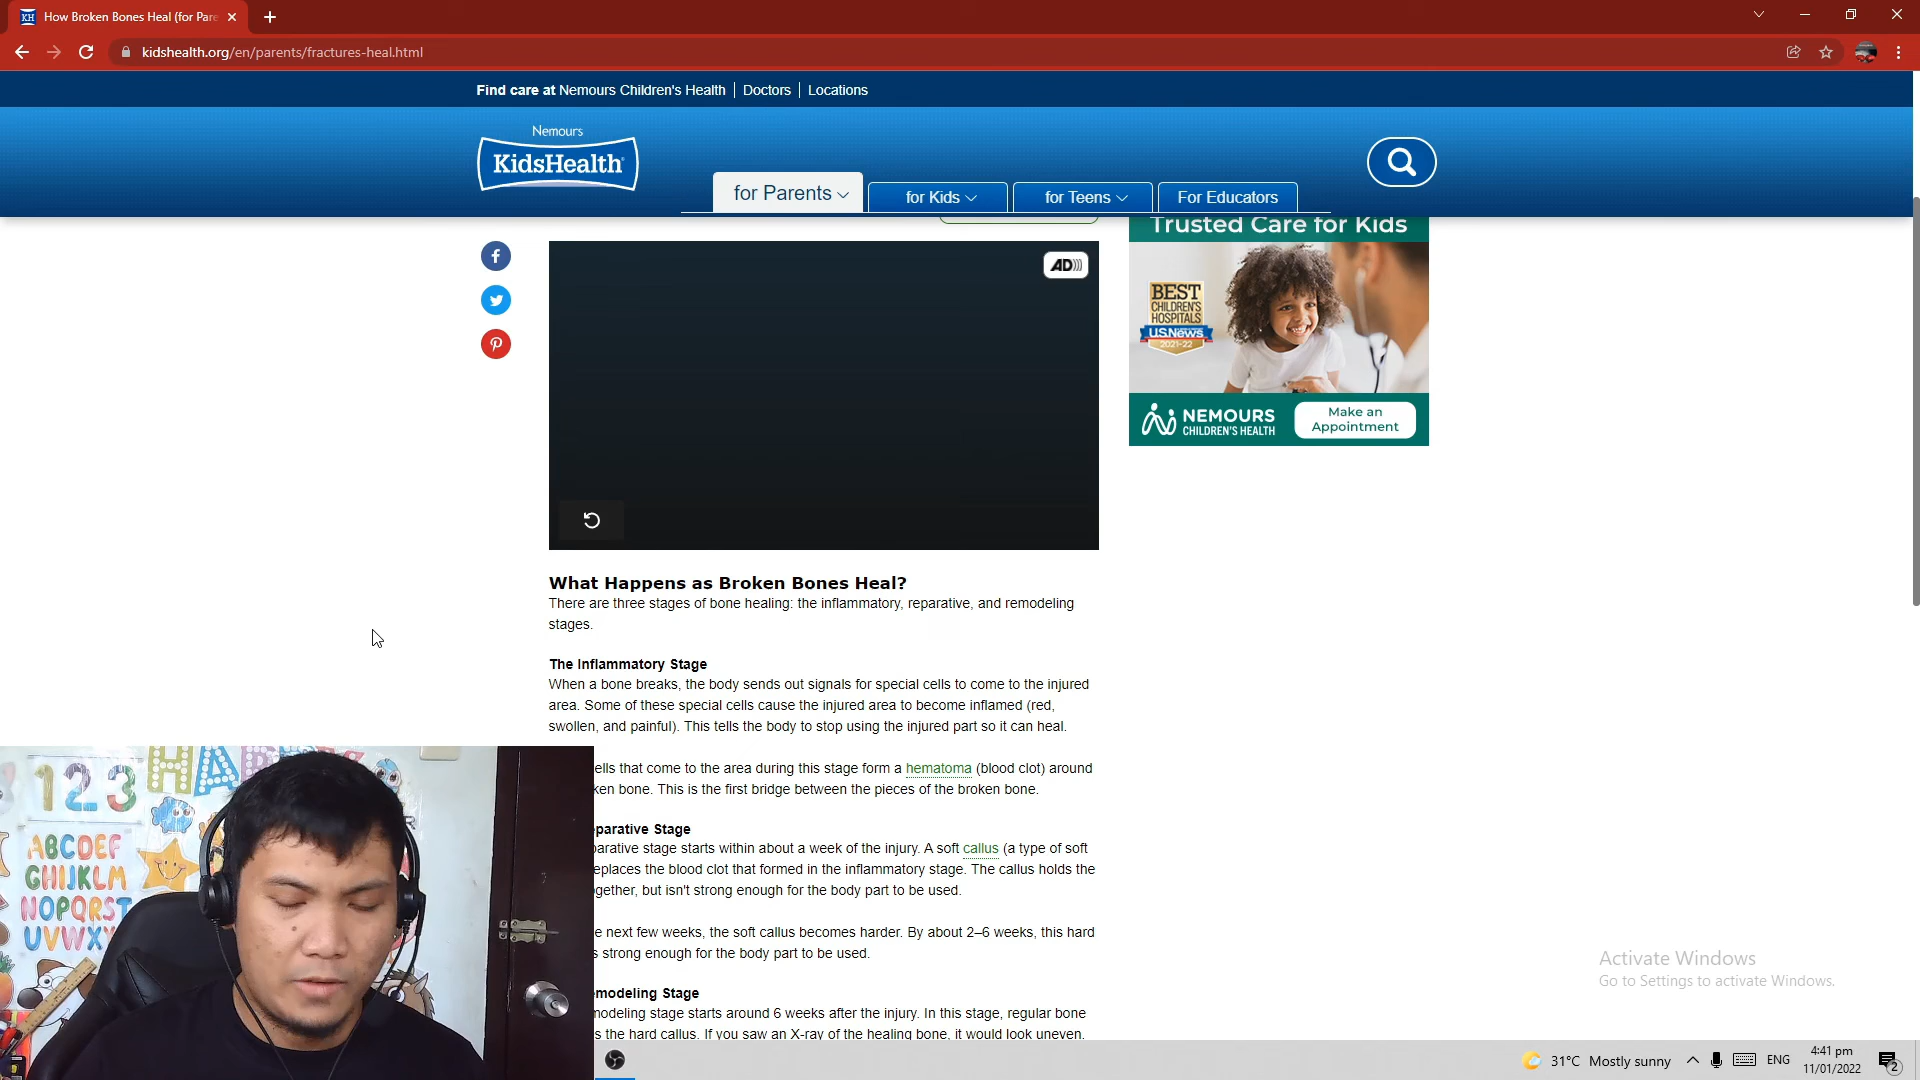 KH How Broken Bones Heal (for Pare
kidshealth.org/en/parents/fractures-heal.html
Find care at Nemours Children's Health | Doctors | Locations
Nemours
KidsHealth
for Parents
for Kids
for Teens
For Educators
AD
Trusted Care for Kids
BEST
CHILDREN'S
HOSPITALS
U.S.News
2021-22
NEMOURS
CHILDREN'S HEALTH
Make an
Appointment
What Happens as Broken Bones Heal?
There are three stages of bone healing: the inflammatory, reparative, and remodeling
stages.
The Inflammatory Stage
When a bone breaks, the body sends out signals for special cells to come to the injured
area. Some of these special cells cause the injured area to become inflamed (red,
swollen, and painful). This tells the body to stop using the injured part so it can heal.
ells that come to the area during this stage form a hematoma (blood clot) around
ken bone. This is the first bridge between the pieces of the broken bone.
parative Stage
parative stage starts within about a week of the injury. A soft callus (a type of soft
eplaces the blood clot that formed in the inflammatory stage. The callus holds the
gether, but isn't strong enough for the body part to be used.
e next few weeks, the soft callus becomes harder. By about 2–6 weeks, this hard
s strong enough for the body part to be used.
emodeling Stage
modeling stage starts around 6 weeks after the injury. In this stage, regular bone
s the hard callus. If you saw an X-ray of the healing bone, it would look uneven.
123
HA
ABCDEF
GHIJKLM
NOPQRST
UVWXY
Activate Windows
Go to Settings to activate Windows.
31°C Mostly sunny
ENG
4:41 pm
11/01/2022
2